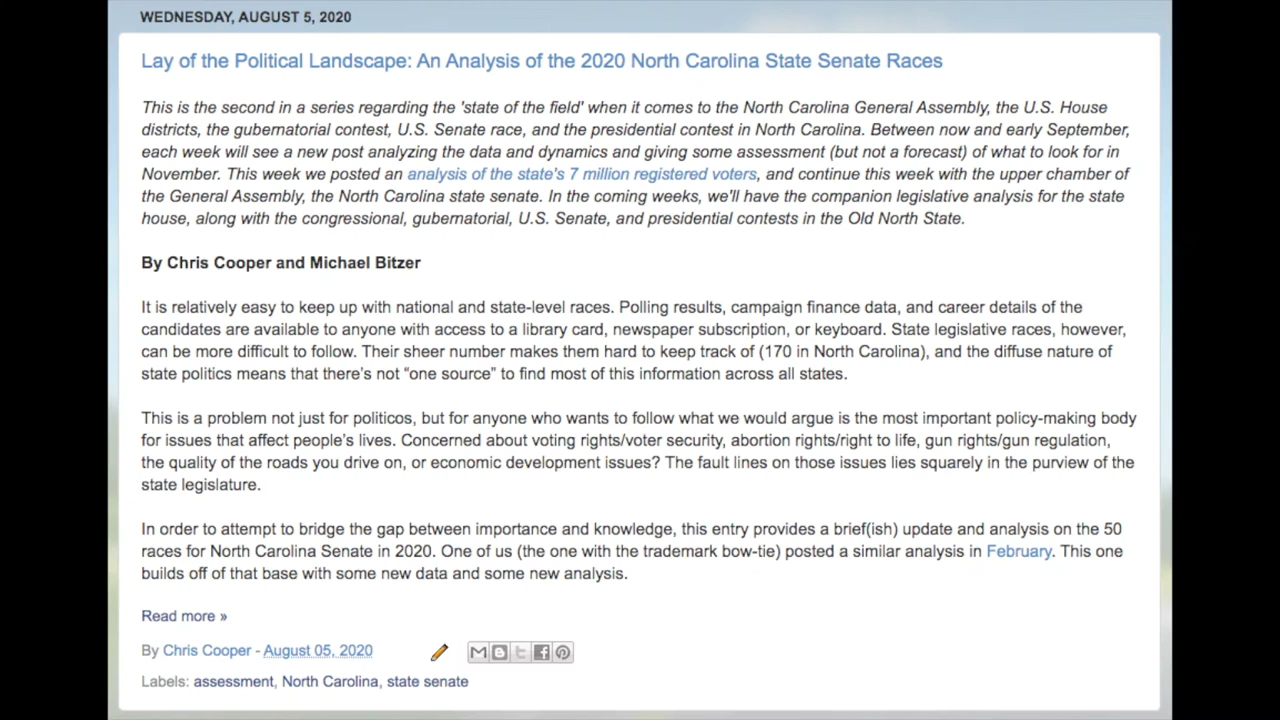 WEDNESDAY, AUGUST 5, 2020
Lay of the Political Landscape: An Analysis of the 2020 North Carolina State Senate Races
This is the second in a series regarding the 'state of the field' when it comes to the North Carolina General Assembly, the U.S. House
districts, the gubernatorial contest, U.S. Senate race, and the presidential contest in North Carolina. Between now and early September,
each week will see a new post analyzing the data and dynamics and giving some assessment (but not a forecast) of what to look for in
November. This week we posted an analysis of the state's 7 million registered voters, and continue this week with the upper chamber of
the General Assembly, the North Carolina state senate. In the coming weeks, we'll have the companion legislative analysis for the state
house, along with the congressional, gubernatorial, U.S. Senate, and presidential contests in the Old North State.
By Chris Cooper and Michael Bitzer
It is relatively easy to keep up with national and state-level races. Polling results, campaign finance data, and career details of the
candidates are available to anyone with access to a library card, newspaper subscription, or keyboard. State legislative races, however,
can be more difficult to follow. Their sheer number makes them hard to keep track of (170 in North Carolina), and the diffuse nature of
state politics means that there’s not “one source” to find most of this information across all states.
This is a problem not just for politicos, but for anyone who wants to follow what we would argue is the most important policy-making body
for issues that affect people’s lives. Concerned about voting rights/voter security, abortion rights/right to life, gun rights/gun regulation,
the quality of the roads you drive on, or economic development issues? The fault lines on those issues lies squarely in the purview of the
state legislature.
In order to attempt to bridge the gap between importance and knowledge, this entry provides a brief(ish) update and analysis on the 50
races for North Carolina Senate in 2020. One of us (the one with the trademark bow-tie) posted a similar analysis in February. This one
builds off of that base with some new data and some new analysis.
Read more »
By Chris Cooper - August 05, 2020
Labels: assessment, North Carolina, state senate